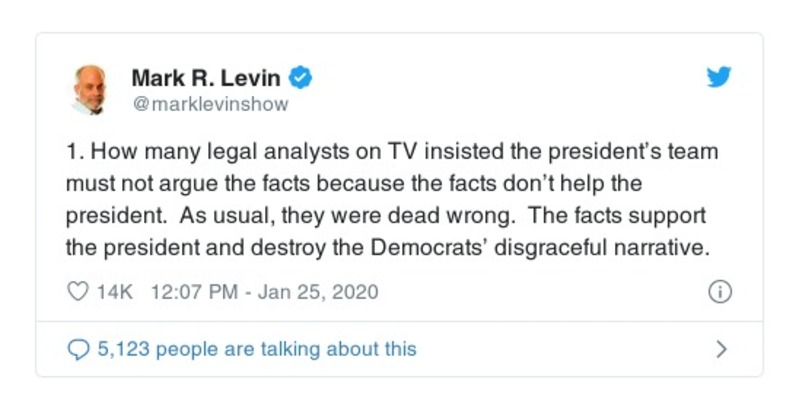 Mark R. Levin
@marklevinshow
1. How many legal analysts on TV insisted the president’s team
must not argue the facts because the facts don’t help the
president.  As usual, they were dead wrong.  The facts support
the president and destroy the Democrats’ disgraceful narrative.
14K 12:07 PM - Jan 25, 2020
5,123 people are talking about this